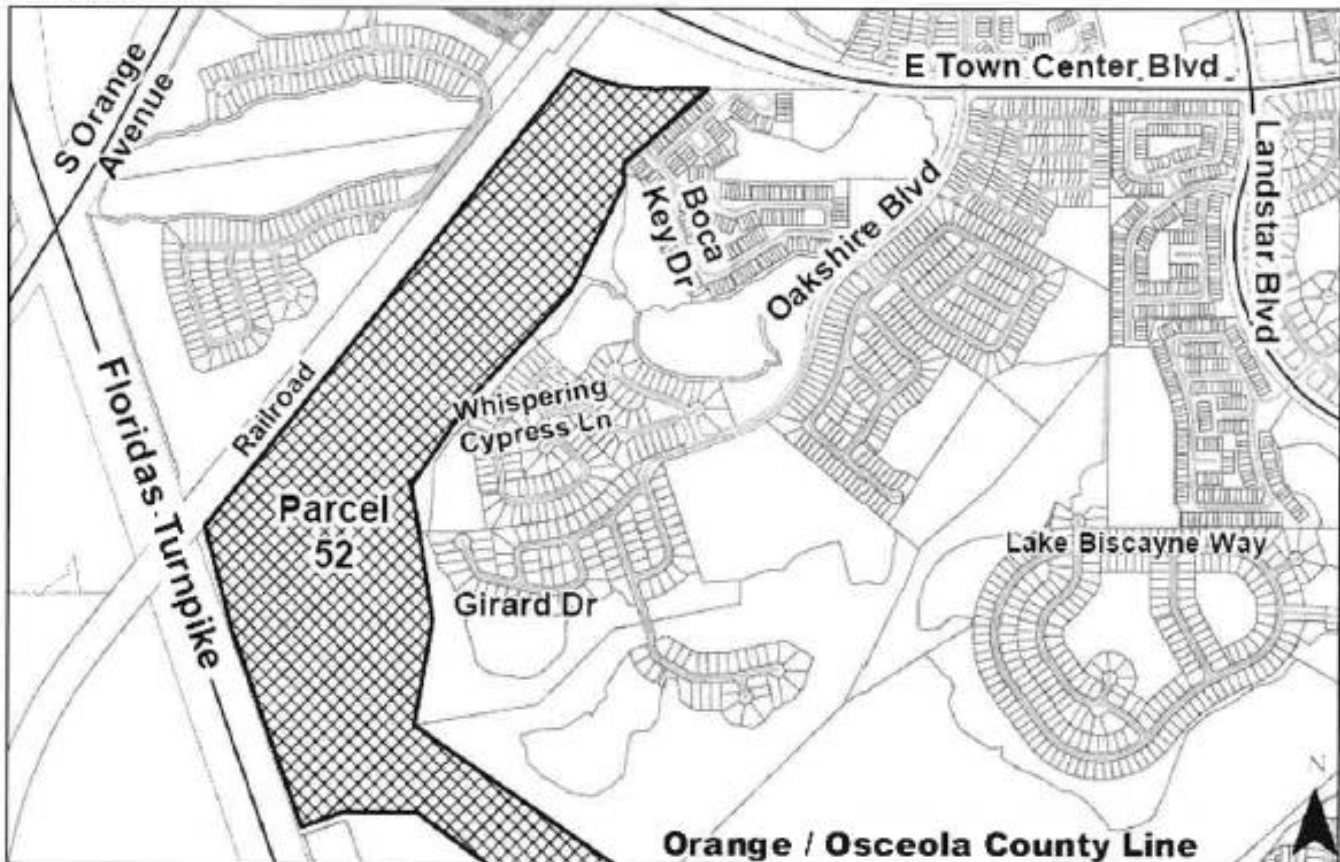 S Orange
Avenue
E Town Center Blvd
Landstar Blvd
Boca
Key Dr
Oakshire Blvd
Floridas Turnpike
Railroad
Whispering
Cypress Ln
Parcel
52
Girard Dr
Lake Biscayne Way
N
Orange / Osceola County Line